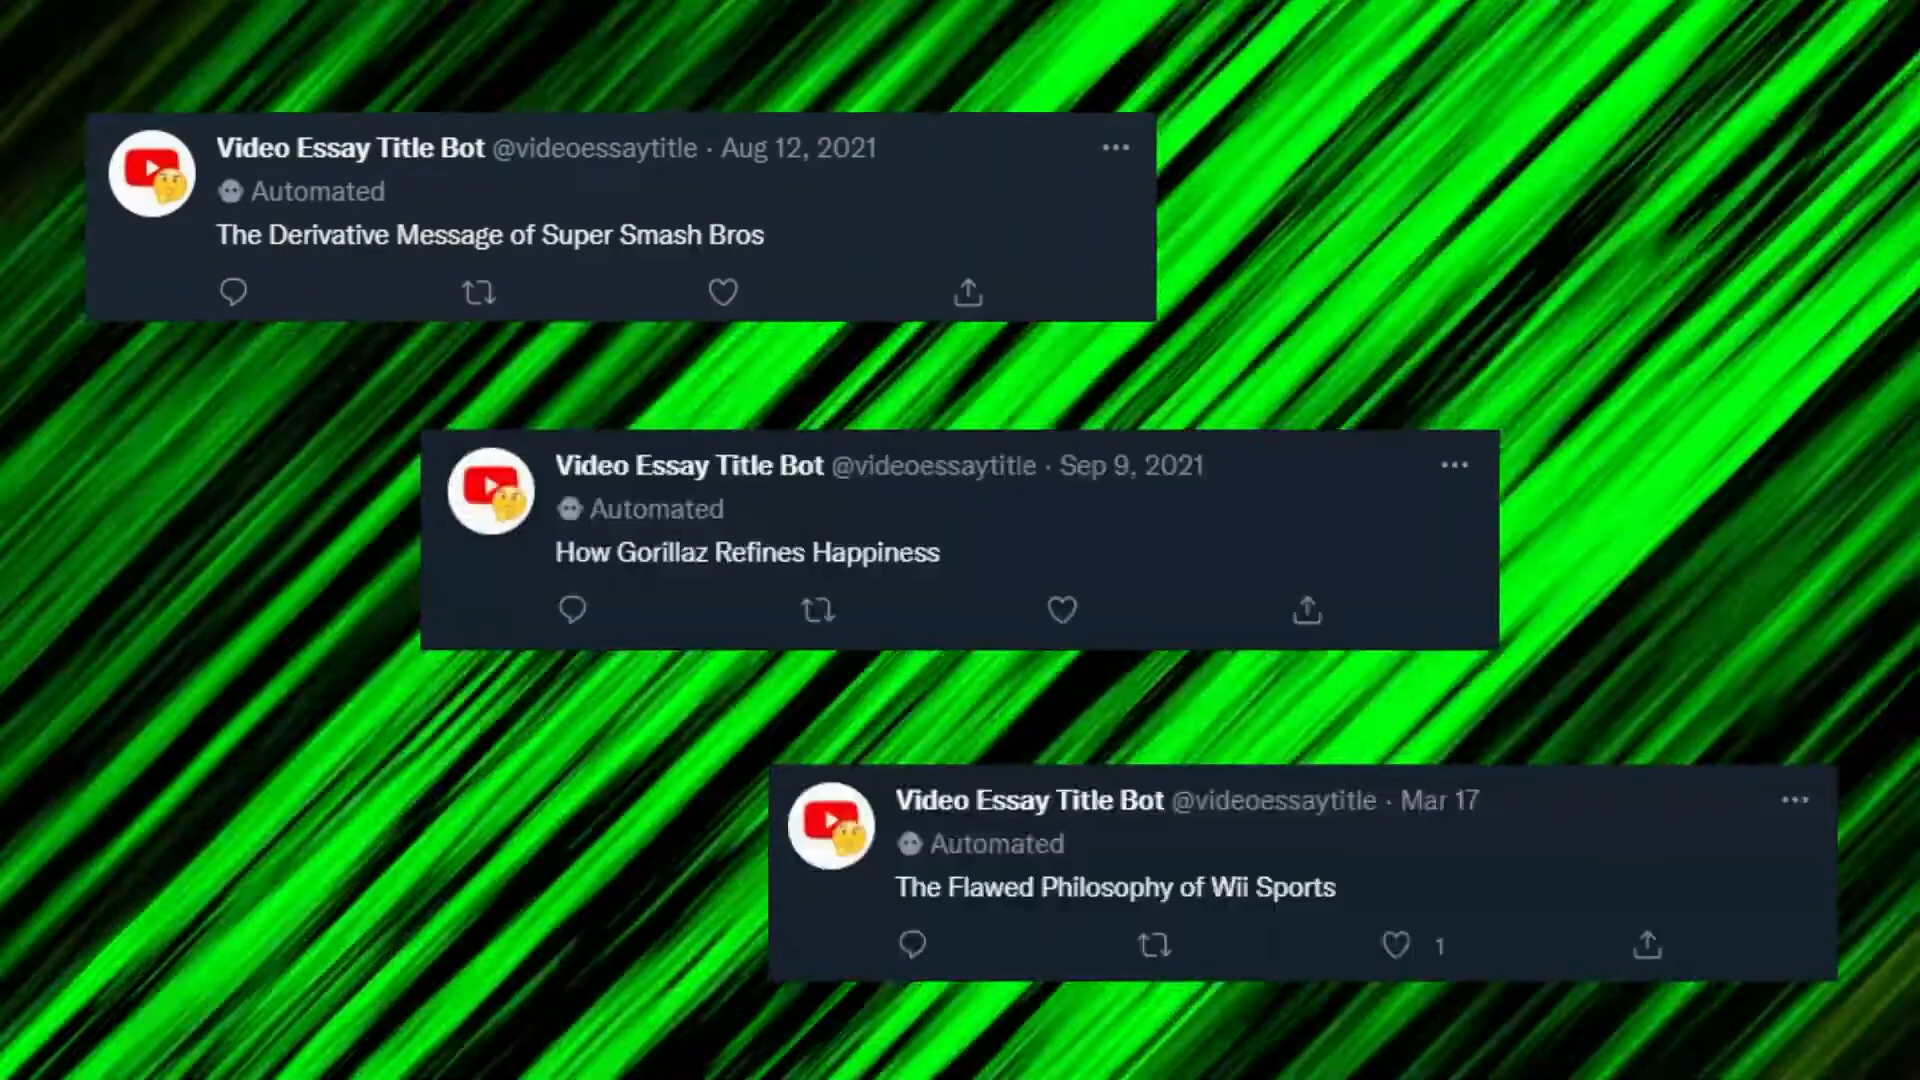 Video Essay Title Bot @videoessaytitle · Aug 12, 2021
Automated
The Derivative Message of Super Smash Bros
Video Essay Title Bot @videoessaytitle · Sep 9, 2021
Automated
How Gorillaz Refines Happiness
Video Essay Title Bot @videoessaytitle · Mar 17
Automated
The Flawed Philosophy of Wii Sports
1